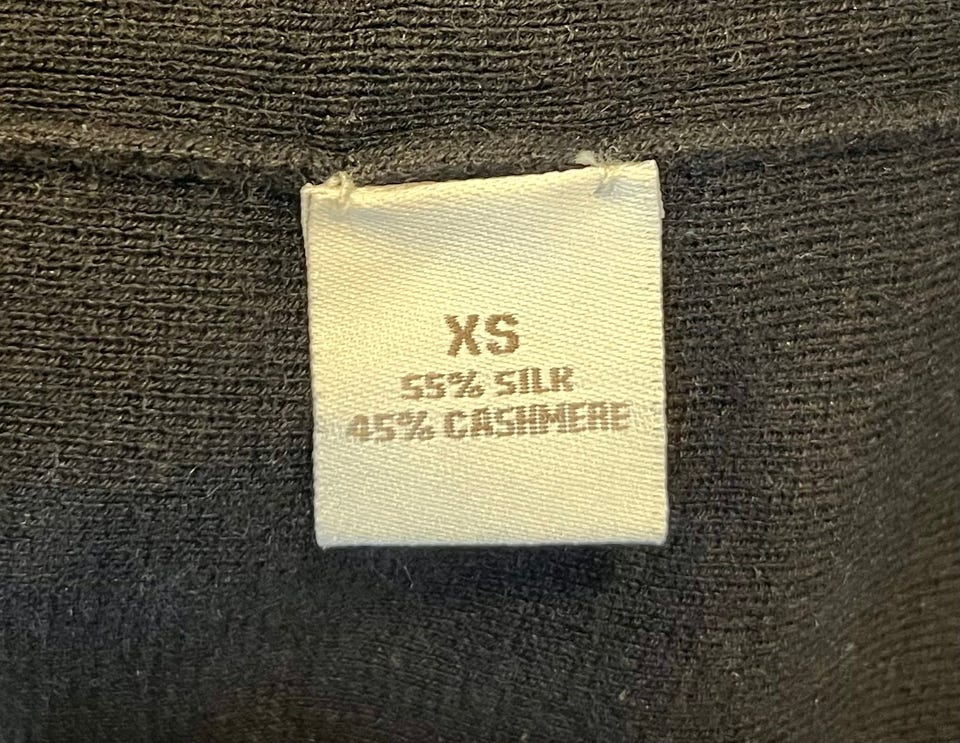 XS
55% SILK
45% CASHMERE